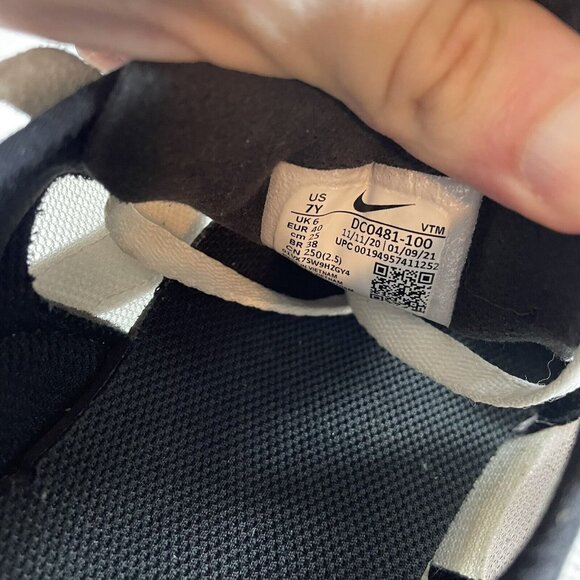 US
7Y
UK 6
EUR 40
cm 25
BR 38
CN 250(2.5)
VIETNAM
VTM
DC0481-100
11/11/20 | 01/09/21
UPC 00194957411252